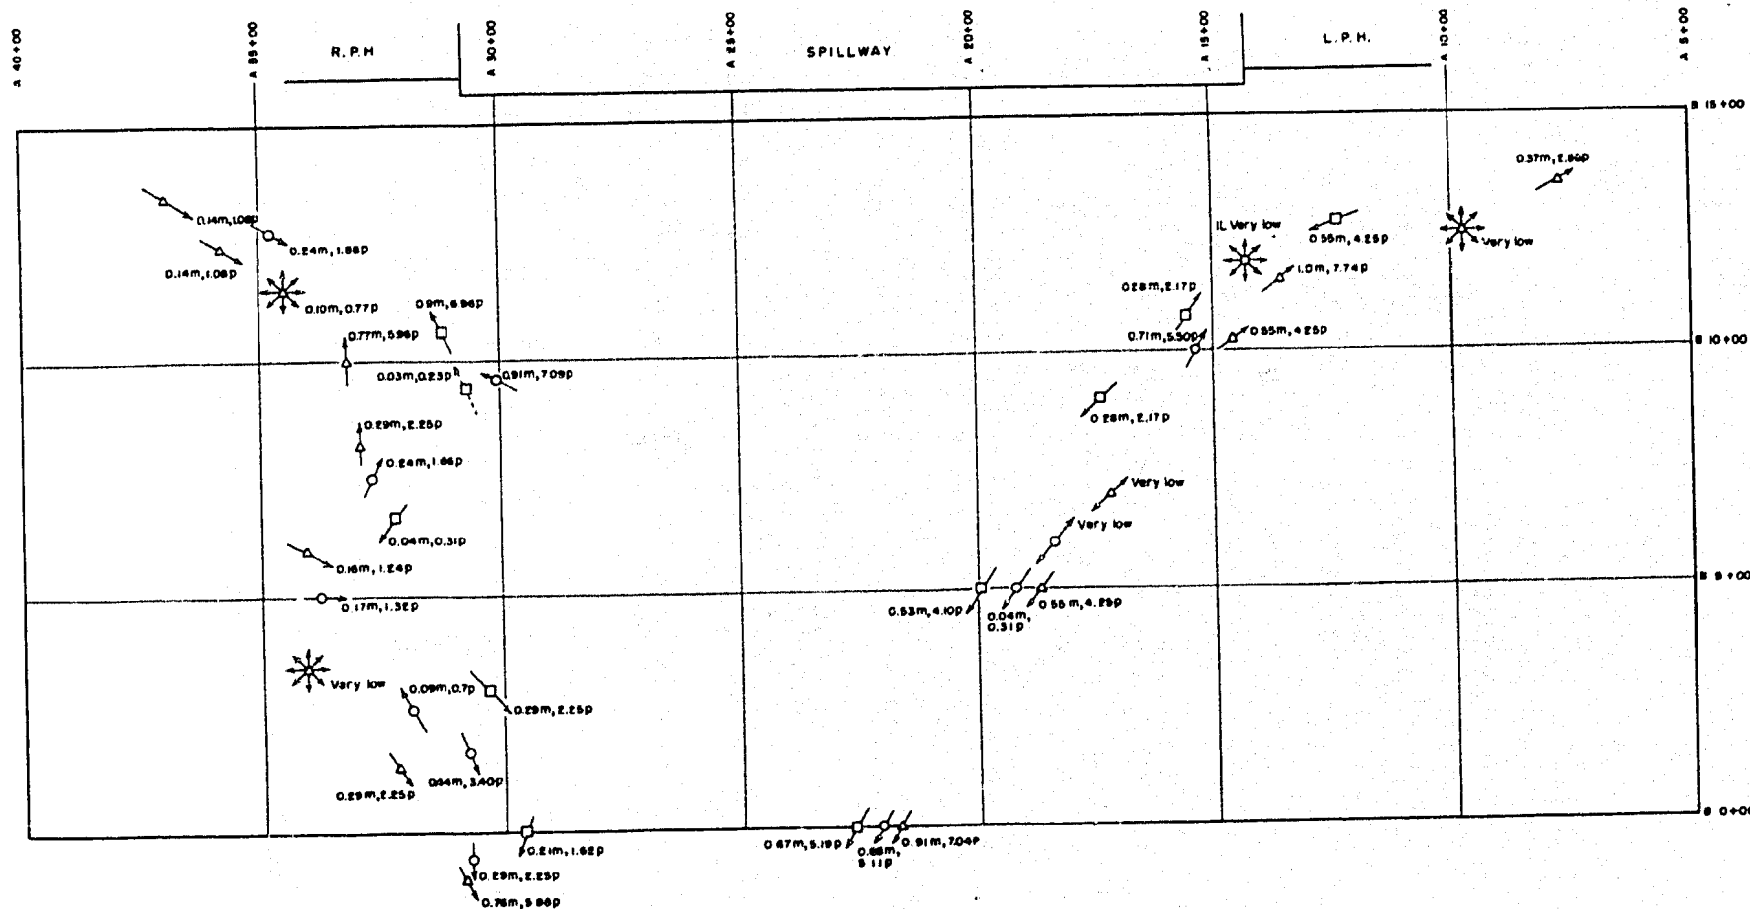 A 40+00
A 35+00
R.P.H
A 30+00
A 25+00
SPILLWAY
A 20+00
A 15+00
L.P.H.
A 10+00
A 5+00
B 15+00
0.37m, 2.86p
0.14m, 1.08p
0.24m, 1.86p
0.14m, 1.08p
IL Very low
0.55m, 4.25p
Very low
0.10m, 0.77p
0.9m, 6.96p
1.0m, 7.74p
0.28m, 2.17p
0.77m, 5.96p
0.71m, 5.50p
0.55m, 4.25p
B 10+00
0.03m, 0.23p
0.91m, 7.09p
0.28m, 2.17p
0.29m, 2.25p
0.24m, 1.86p
Very low
Very low
0.04m, 0.31p
0.16m, 1.24p
B 5+00
0.17m, 1.32p
0.53m, 4.10p
0.04m,
0.31p
0.55m, 4.25p
Very low
0.09m, 0.7p
0.29m, 2.25p
0.44m, 3.40p
0.29m, 2.25p
B 0+00
0.21m, 1.62p
0.67m, 5.19p
5.11p
0.91m, 7.04p
0.29m, 2.25p